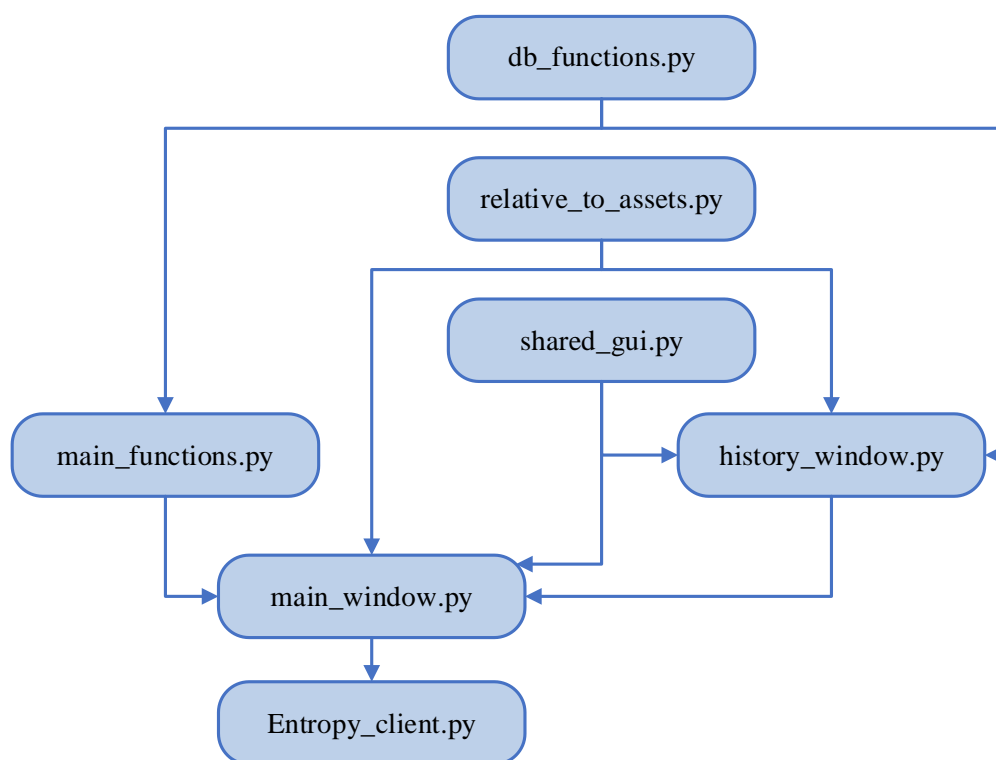 db_functions.py
relative_to_assets.py
shared_gui.py
main_functions.py
history_window.py
main_window.py
Entropy_client.py